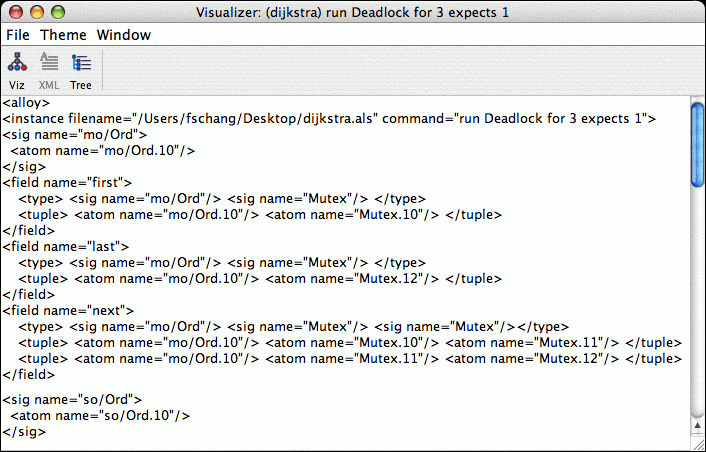 Visualizer: (dijkstra) run Deadlock for 3 expects 1
File Theme Window
Viz XML Tree
<alloy>
<instance filename="/Users/fschang/Desktop/dijkstra.als" command="run Deadlock for 3 expects 1">
<sig name="mo/Ord">
  <atom name="mo/Ord.10"/>
</sig>
<field name="first">
    <type> <sig name="mo/Ord"/> <sig name="Mutex"/> </type>
    <tuple> <atom name="mo/Ord.10"/> <atom name="Mutex.10"/> </tuple>
</field>
<field name="last">
    <type> <sig name="mo/Ord"/> <sig name="Mutex"/> </type>
    <tuple> <atom name="mo/Ord.10"/> <atom name="Mutex.12"/> </tuple>
</field>
<field name="next">
    <type> <sig name="mo/Ord"/> <sig name="Mutex"/> <sig name="Mutex"/></type>
    <tuple> <atom name="mo/Ord.10"/> <atom name="Mutex.10"/> <atom name="Mutex.11"/> </tuple>
    <tuple> <atom name="mo/Ord.10"/> <atom name="Mutex.11"/> <atom name="Mutex.12"/> </tuple>
</field>
<sig name="so/Ord">
  <atom name="so/Ord.10"/>
</sig>